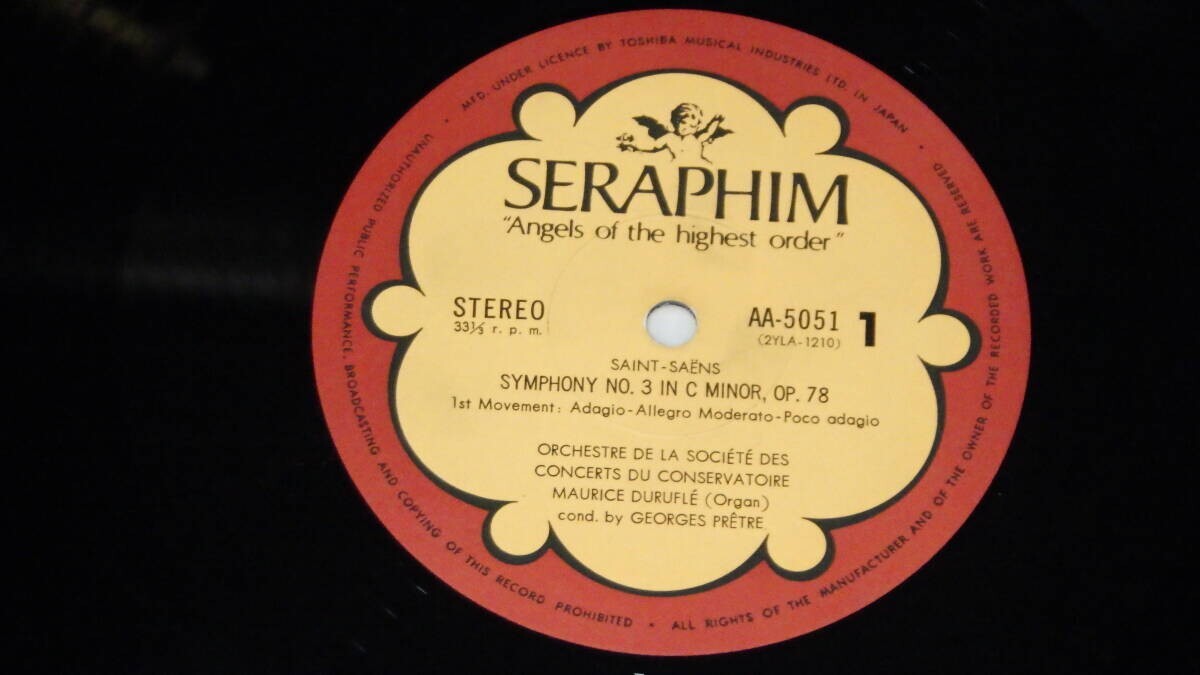 MFD. UNDER LICENCE BY TOSHIBA MUSICAL INDUSTRIES LTD. IN JAPAN •
SERAPHIM
"Angels of the highest order"
STEREO
33⅓ r. p. m.
AA-5051 1
(2YLA-1210)
SAINT-SAËNS
SYMPHONY NO. 3 IN C MINOR, OP. 78
1st Movement: Adagio-Allegro Moderato-Poco adagio
ORCHESTRE DE LA SOCIÉTÉ DES
CONCERTS DU CONSERVATOIRE
MAURICE DURUFLÉ (Organ)
cond. by GEORGES PRÊTRE
ALL RIGHTS OF THE MANUFACTURER AND OF THE OWNER OF THE RECORDED WORK ARE RESERVED •
UNAUTHORIZED PUBLIC PERFORMANCE, BROADCASTING AND COPYING OF THIS RECORD PROHIBITED •